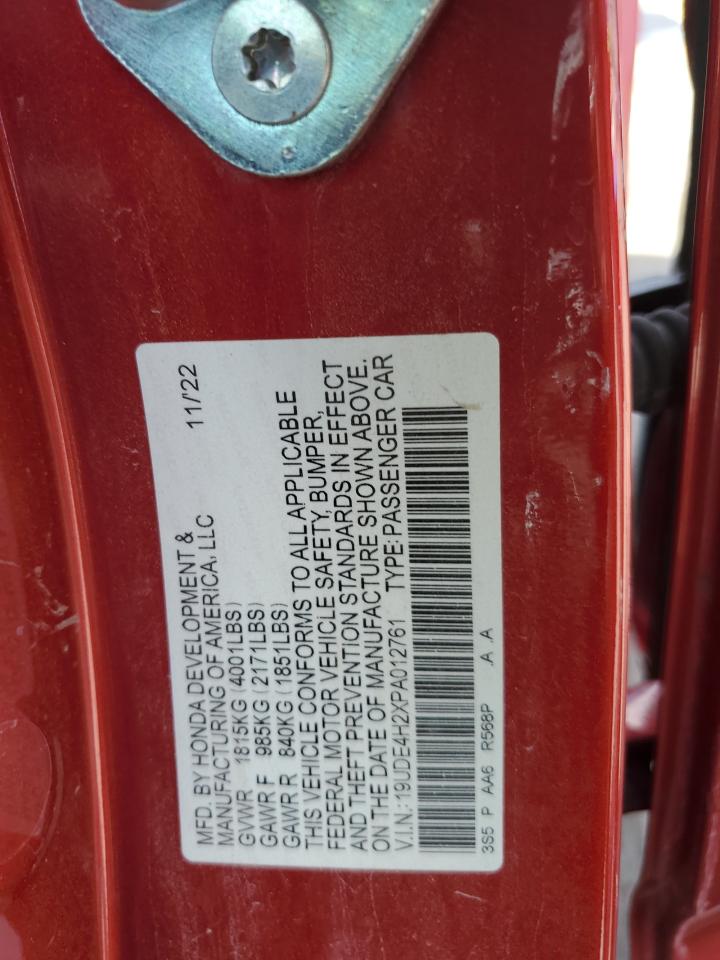 MFD. BY HONDA DEVELOPMENT &
MANUFACTURING OF AMERICA, LLC 11/'22
GVWR 1815KG (4001LBS)
GAWR F 985KG (2171LBS)
GAWR R 840KG (1851LBS)
THIS VEHICLE CONFORMS TO ALL APPLICABLE
FEDERAL MOTOR VEHICLE SAFETY, BUMPER,
AND THEFT PREVENTION STANDARDS IN EFFECT
ON THE DATE OF MANUFACTURE SHOWN ABOVE.
V.I.N.: 19UDE4H2XPA012761 TYPE: PASSENGER CAR
3S5 P AA6 R568P .A .A